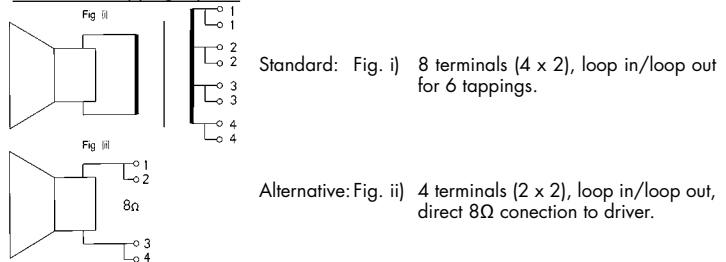 Fig (i)
1
1
2
2
3
3
4
4
Standard: Fig. i) 8 terminals (4 x 2), loop in/loop out
for 6 tappings.
Fig (ii)
1
2
8Ω
3
4
Alternative: Fig. ii) 4 terminals (2 x 2), loop in/loop out,
direct 8Ω conection to driver.